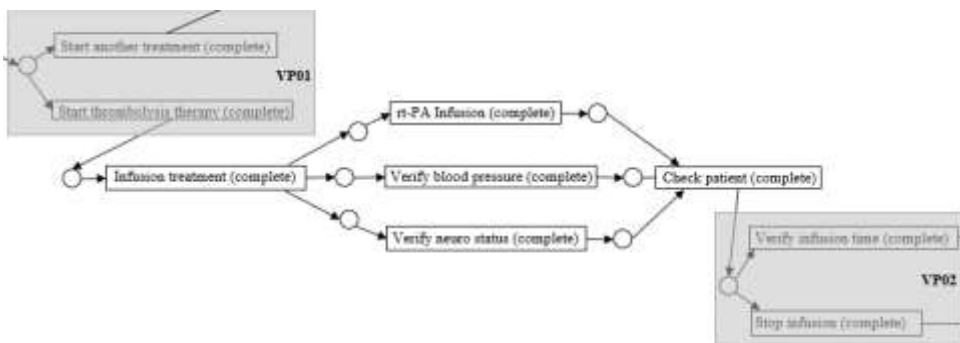 Start another treatment (complete)
VP01
Start thrombolysis therapy (complete)
rt-PA Infusion (complete)
Infusion treatment (complete)
Verify blood pressure (complete)
Check patient (complete)
Verify neuro status (complete)
Verify infusion time (complete)
VP02
Stop infusion (complete)